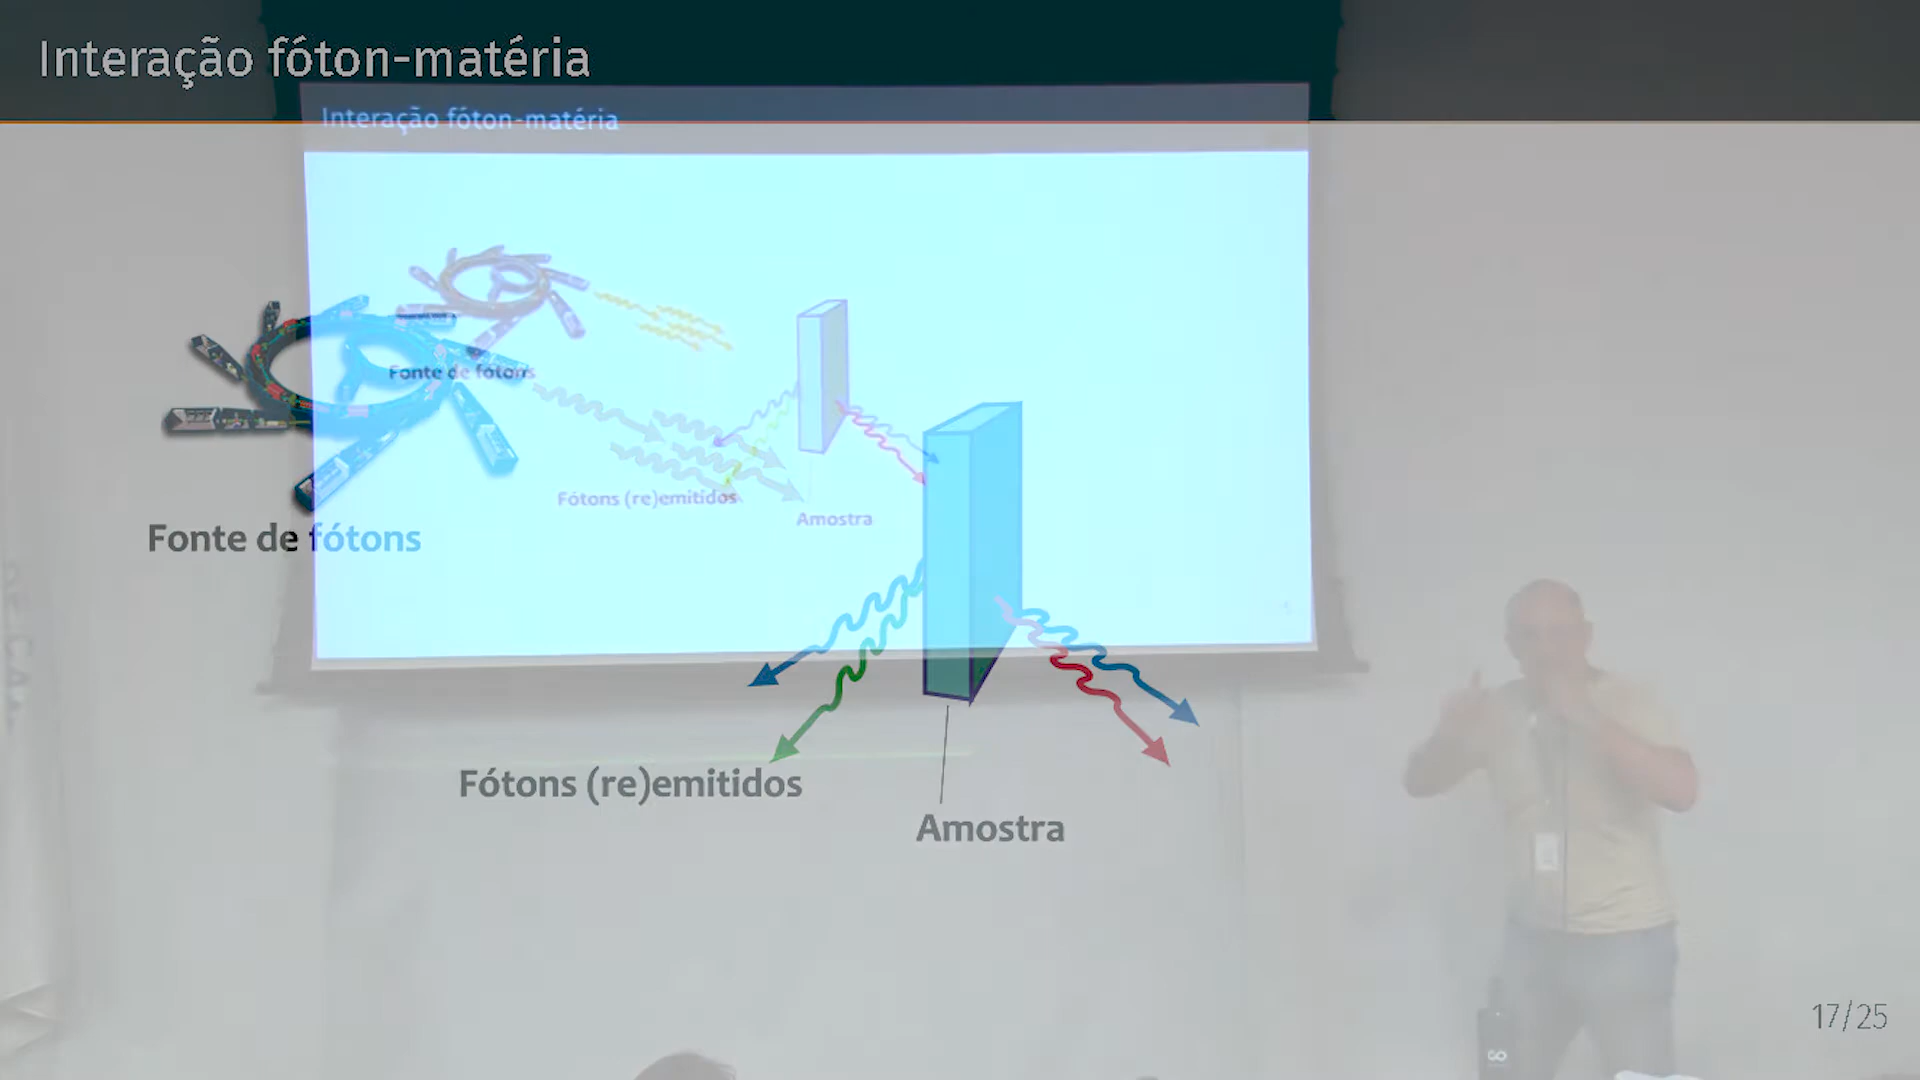 Interação fóton-matéria
Interação fóton-matéria
Fonte de fótons
Fótons (re)emitidos
Amostra
Fonte de fótons
Fótons (re)emitidos
Amostra
17/25